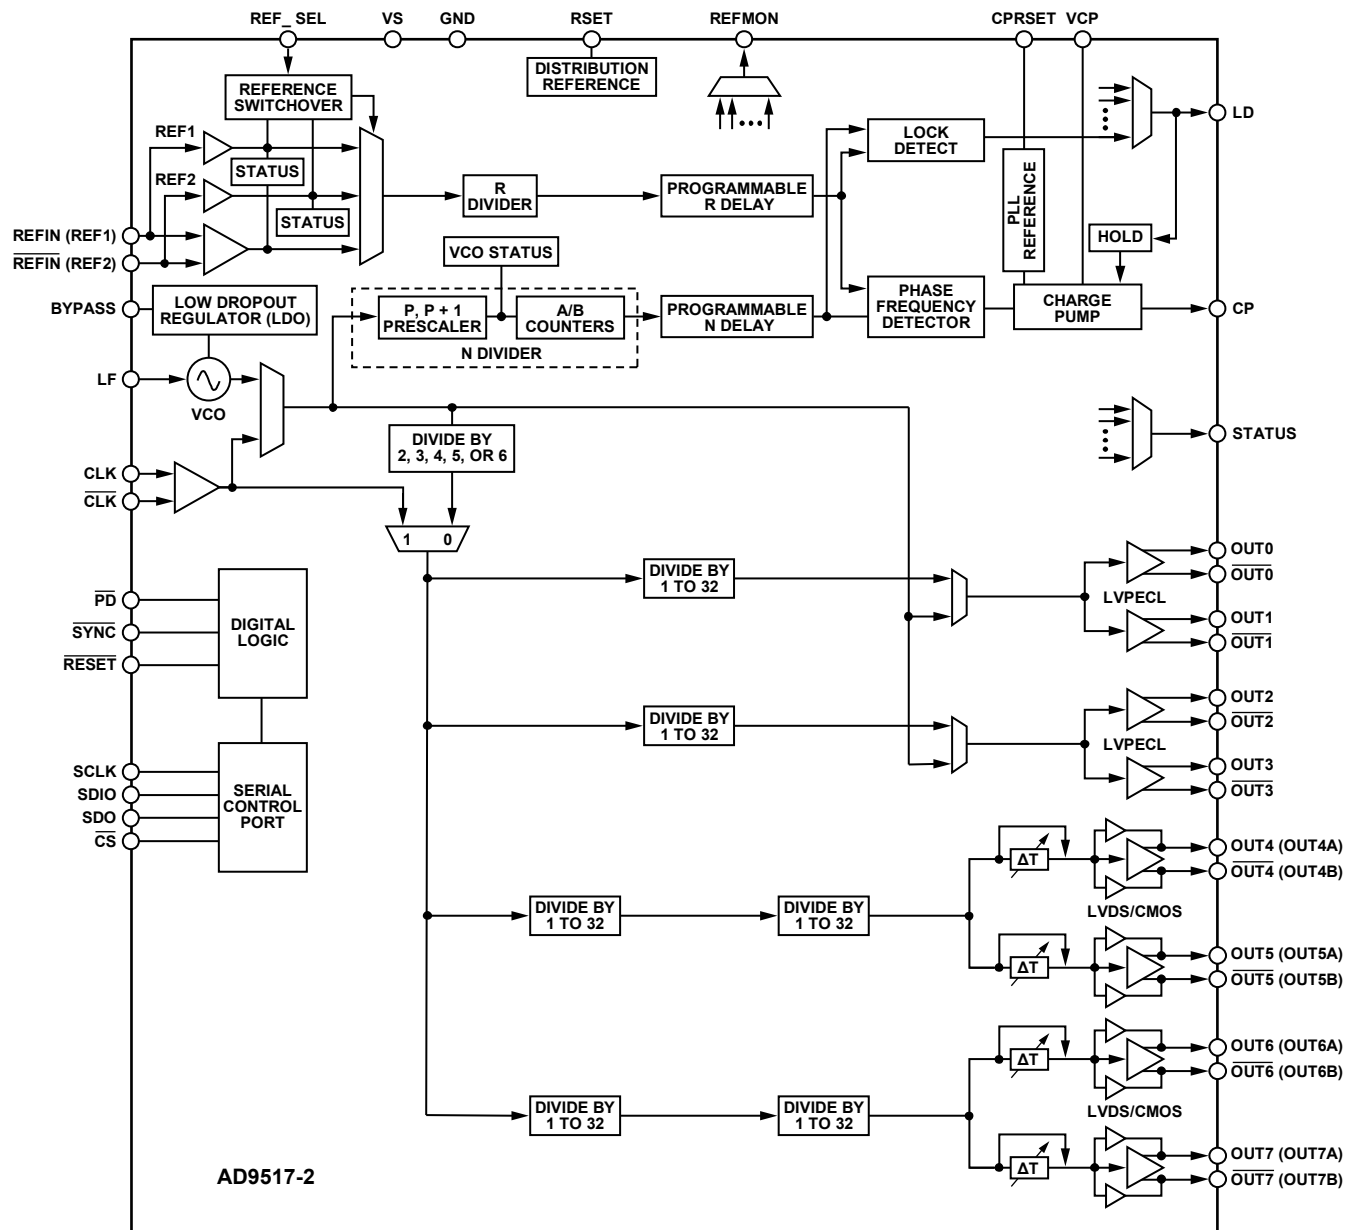 REF_ SEL
VS
GND
RSET
REFMON
CPRSET
VCP
DISTRIBUTION
REFERENCE
REFERENCE
SWITCHOVER
REF1
STATUS
REF2
STATUS
R
DIVIDER
PROGRAMMABLE
R DELAY
LOCK
DETECT
PLL
REFERENCE
LD
HOLD
REFIN (REF1)
REFIN (REF2)
BYPASS
LOW DROPOUT
REGULATOR (LDO)
VCO STATUS
P, P + 1
PRESCALER
A/B
COUNTERS
N DIVIDER
PROGRAMMABLE
N DELAY
PHASE
FREQUENCY
DETECTOR
CHARGE
PUMP
CP
LF
VCO
STATUS
DIVIDE BY
2, 3, 4, 5, OR 6
CLK
CLK
1
0
DIVIDE BY
1 TO 32
LVPECL
OUT0
OUT0
OUT1
OUT1
PD
SYNC
RESET
DIGITAL
LOGIC
DIVIDE BY
1 TO 32
LVPECL
OUT2
OUT2
OUT3
OUT3
SCLK
SDIO
SDO
CS
SERIAL
CONTROL
PORT
DIVIDE BY
1 TO 32
DIVIDE BY
1 TO 32
ΔT
ΔT
LVDS/CMOS
OUT4 (OUT4A)
OUT4 (OUT4B)
OUT5 (OUT5A)
OUT5 (OUT5B)
DIVIDE BY
1 TO 32
DIVIDE BY
1 TO 32
ΔT
ΔT
LVDS/CMOS
OUT6 (OUT6A)
OUT6 (OUT6B)
OUT7 (OUT7A)
OUT7 (OUT7B)
AD9517-2